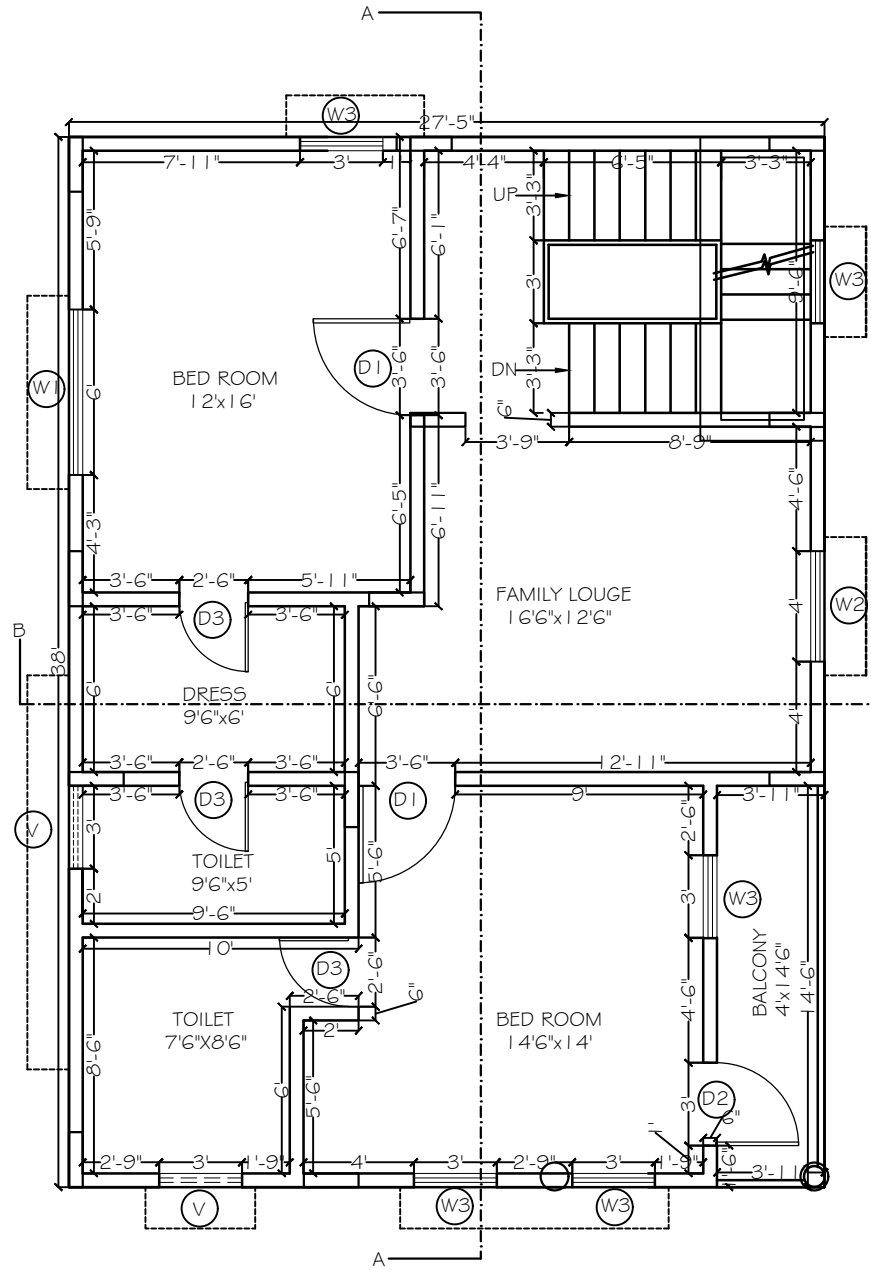 A
W3
27'-5"
7'-11"
3'
1'
4'-4"
6'-5"
3'-3"
UP
3'-3"
5'-9"
6'-7"
6'-1"
3'
9'-6"
W3
W1
6'
BED ROOM
12'x16'
D1
3'-6"
3'-6"
DN
3'-3"
6"
3'-9"
8'-9"
4'-3"
6'-5"
6'-11"
4'-6"
3'-6"
2'-6"
5'-11"
FAMILY LOUGE
16'6"x12'6"
4'
W2
3'-6"
D3
3'-6"
B
38'
6'
DRESS
9'6"x6'
6'
6'-6"
4'
3'-6"
2'-6"
3'-6"
3'-6"
12'-11"
3'-6"
D3
3'-6"
D1
9'
3'-11"
V
3'
TOILET
9'6"x5'
5'
5'-6"
2'-6"
2'
9'-6"
3'
W3
10'
D3
2'-6"
2'-6"
6"
2'
TOILET
7'6"X8'6"
8'-6"
6'
5'-6"
BED ROOM
14'6"x14'
4'-6"
BALCONY
4'x14'6"
14'-6"
3'
D2
6"
1'
1'-6"
2'-9"
3'
1'-9"
4'
3'
2'-9"
3'
1'-9"
3'-11"
V
W3
W3
A